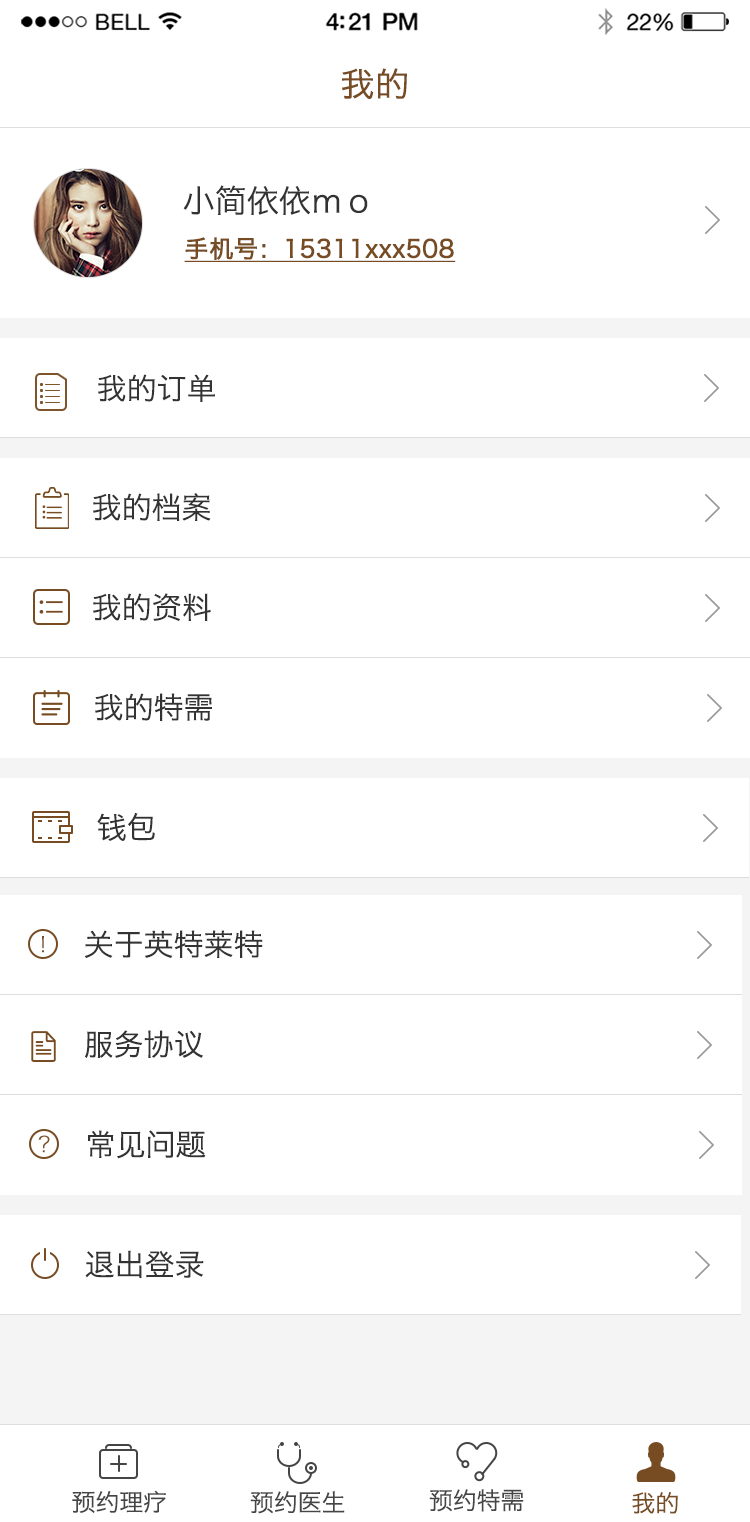 BELL 4:21 PM 22%
我的
小简依依mo
手机号：15311xxx508
我的订单
我的档案
我的资料
我的特需
钱包
关于英特莱特
服务协议
常见问题
退出登录
预约理疗 预约医生 预约特需 我的